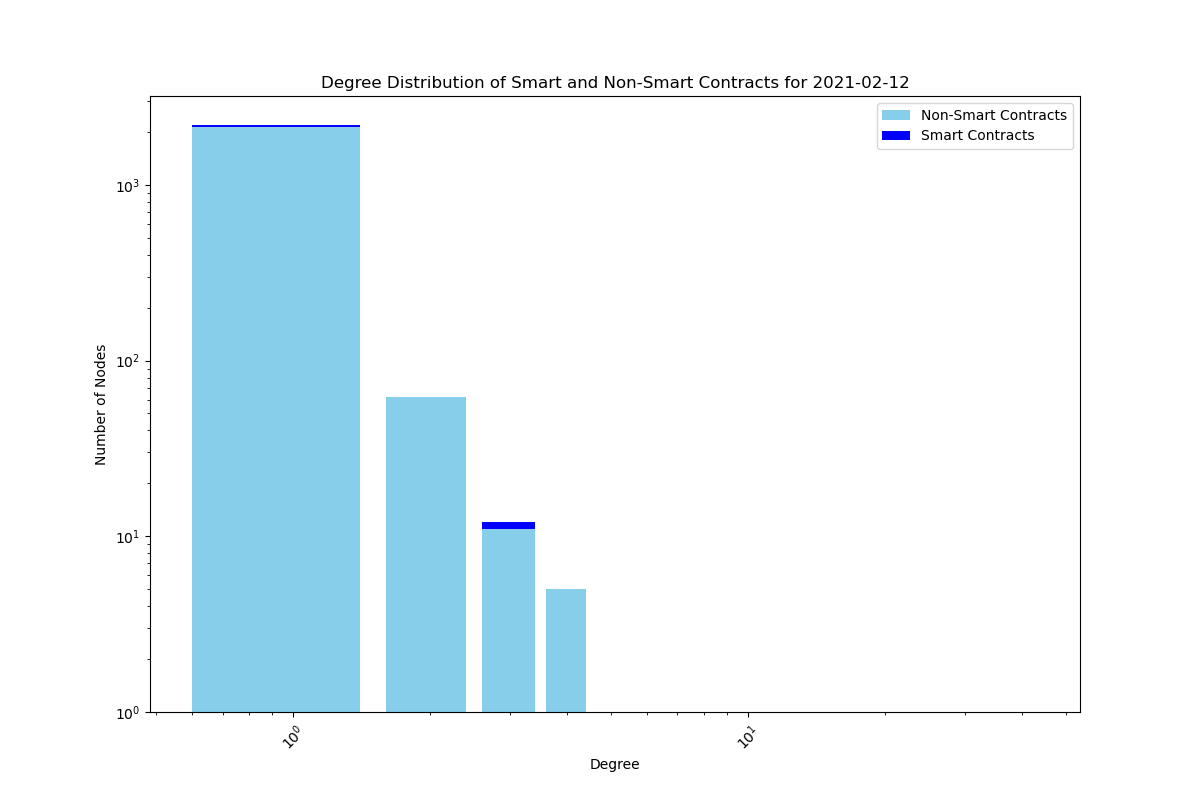 Degree Distribution of Smart and Non-Smart Contracts for 2021-02-12
Non-Smart Contracts
Smart Contracts
Number of Nodes
10³
10²
10¹
10⁰
10⁰
10¹
Degree